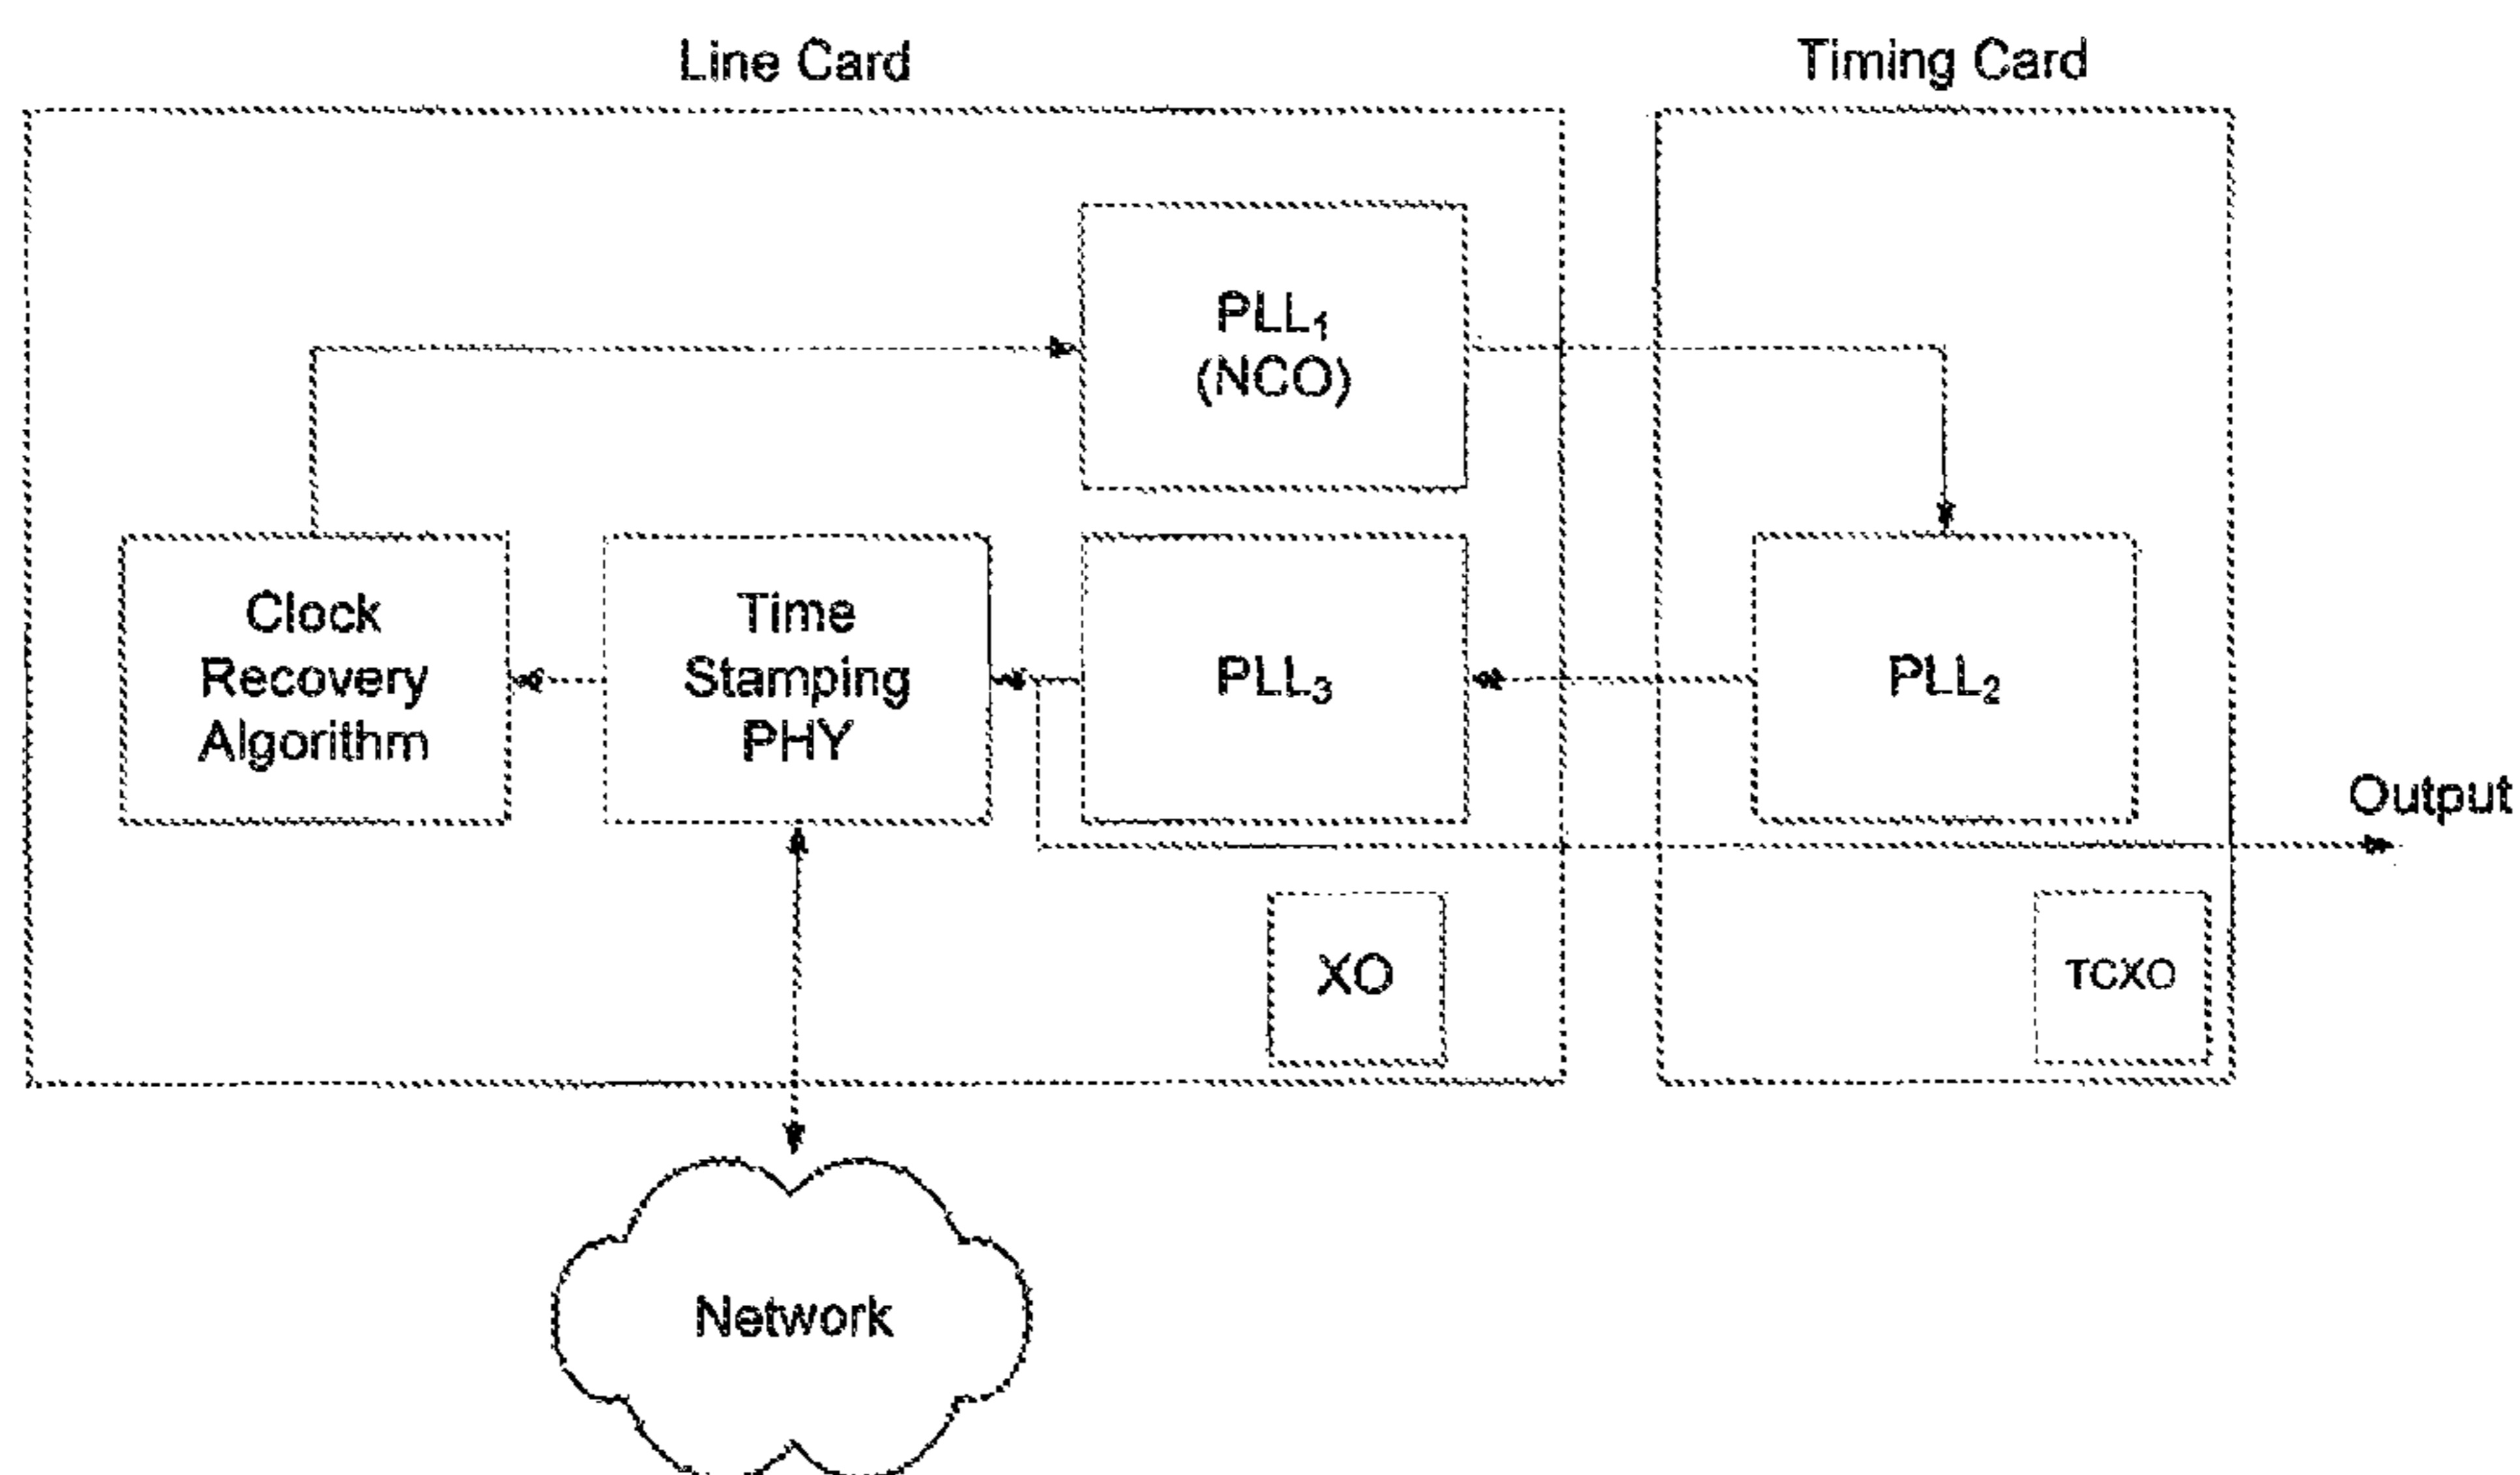 Line Card
Timing Card
PLL₁
(NCO)
Clock
Recovery
Algorithm
Time
Stamping
PHY
PLL₃
PLL₂
Output
XO
TCXO
Network